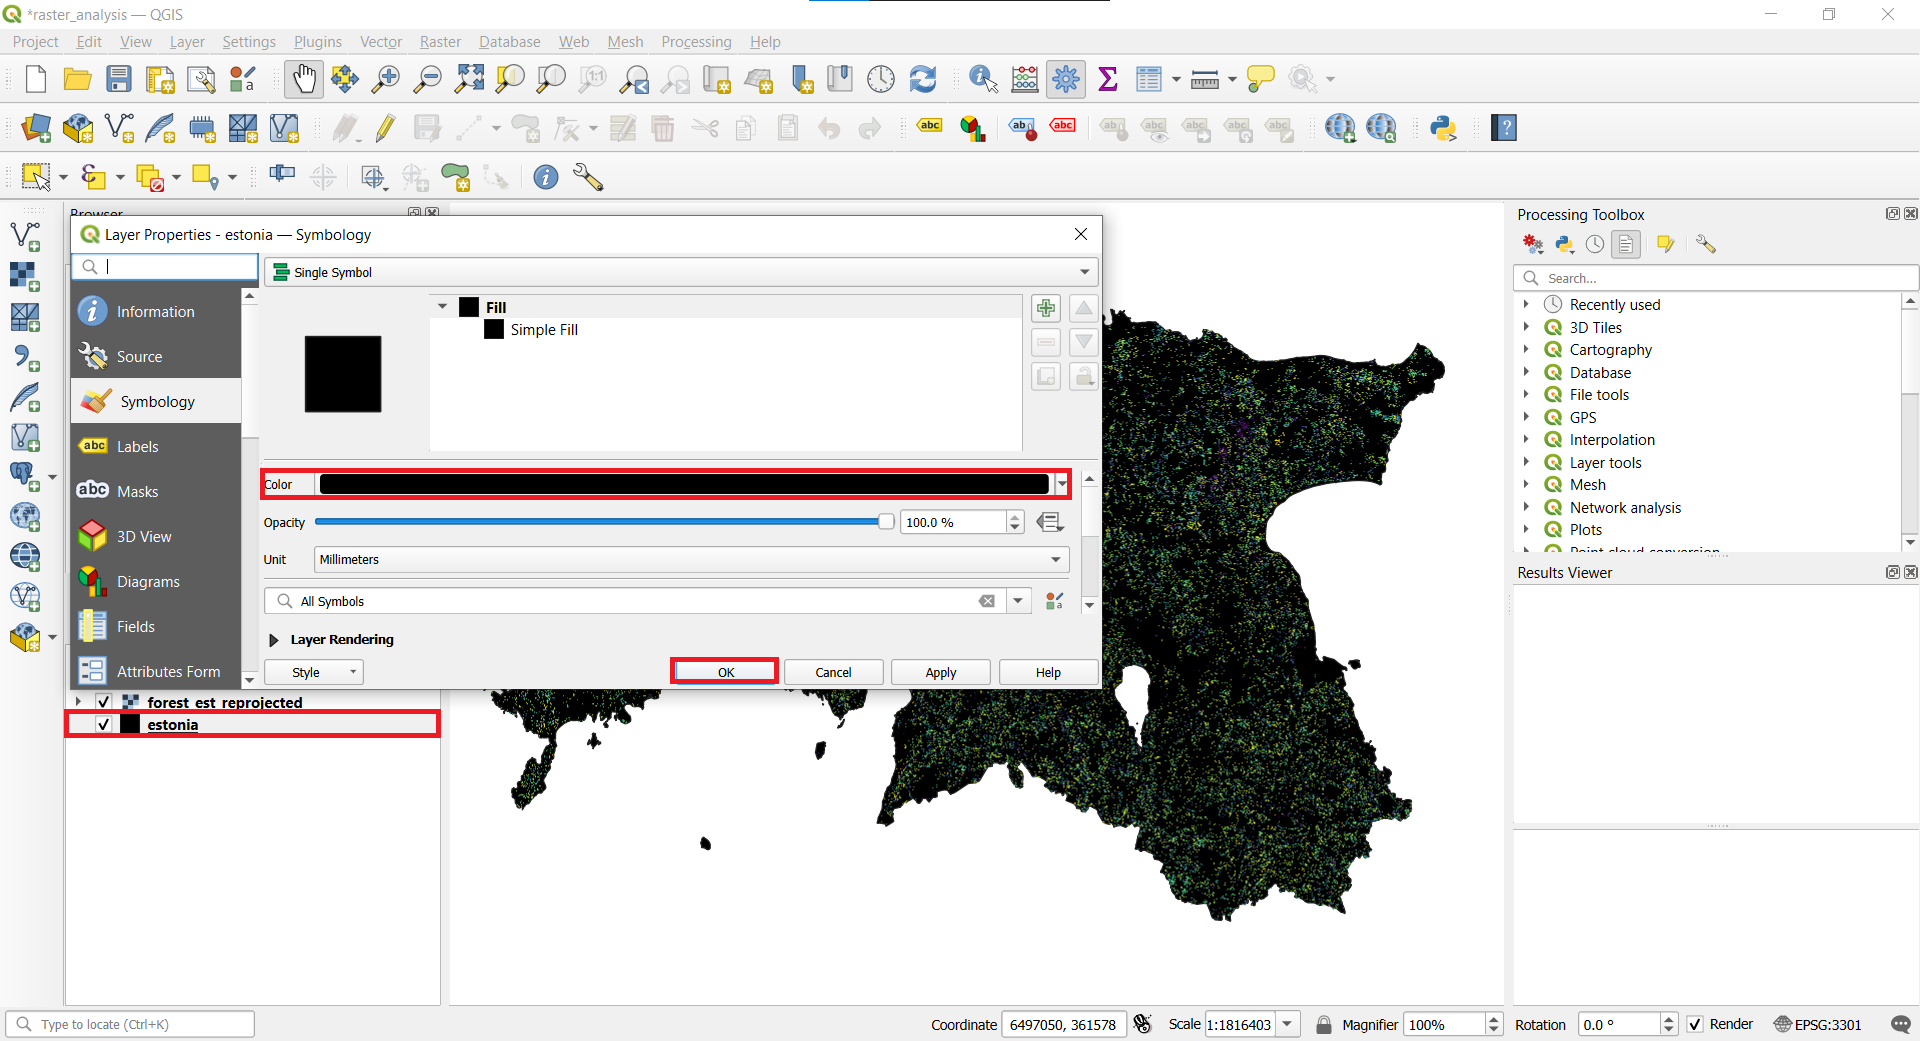 *raster_analysis — QGIS
Project Edit View Layer Settings Plugins Vector Raster Database Web Mesh Processing Help
Layer Properties - estonia — Symbology
Single Symbol
Information
Source
Symbology
Labels
Masks
3D View
Diagrams
Fields
Attributes Form
Fill
Simple Fill
Color
Opacity 100.0 %
Unit Millimeters
All Symbols
Layer Rendering
Style OK Cancel Apply Help
forest_est_reprojected
estonia
Processing Toolbox
Search...
Recently used
3D Tiles
Cartography
Database
File tools
GPS
Interpolation
Layer tools
Mesh
Network analysis
Plots
Point cloud conversion
Results Viewer
Type to locate (Ctrl+K)
Coordinate 6497050, 361578 Scale 1:1816403 Magnifier 100% Rotation 0.0 ° Render EPSG:3301